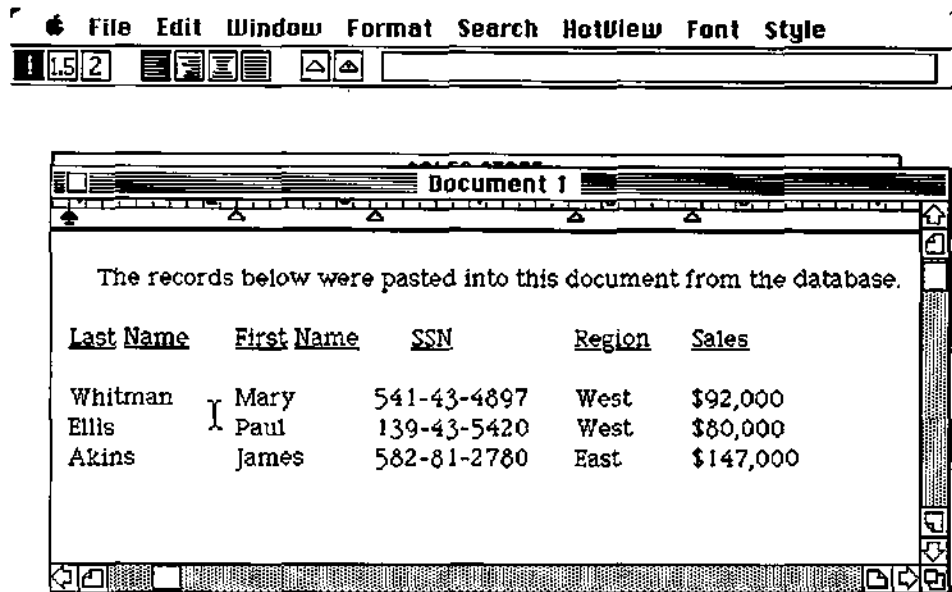 File Edit Window Format Search HotView Font Style
1 1.5 2
Document 1
The records below were pasted into this document from the database.
Last Name First Name SSN Region Sales
Whitman Mary 541-43-4897 West $92,000
Ellis Paul 139-43-5420 West $80,000
Akins James 582-81-2780 East $147,000